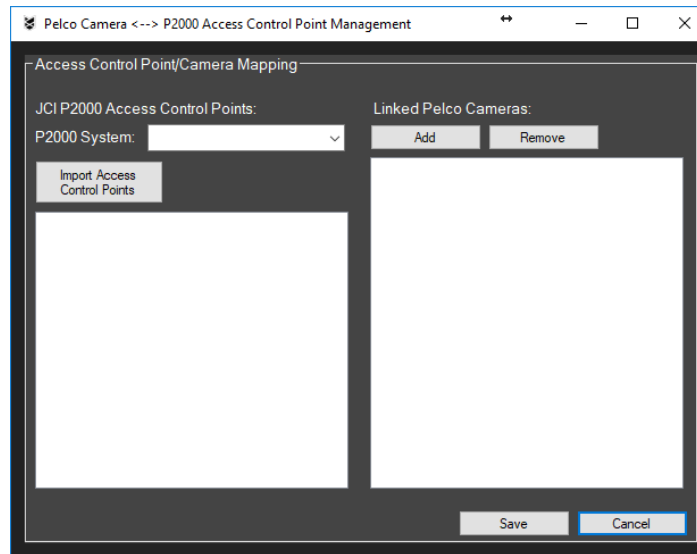 Pelco Camera <--> P2000 Access Control Point Management
Access Control Point/Camera Mapping
JCI P2000 Access Control Points:
P2000 System:
Import Access
Control Points
Linked Pelco Cameras:
Add
Remove
Save
Cancel